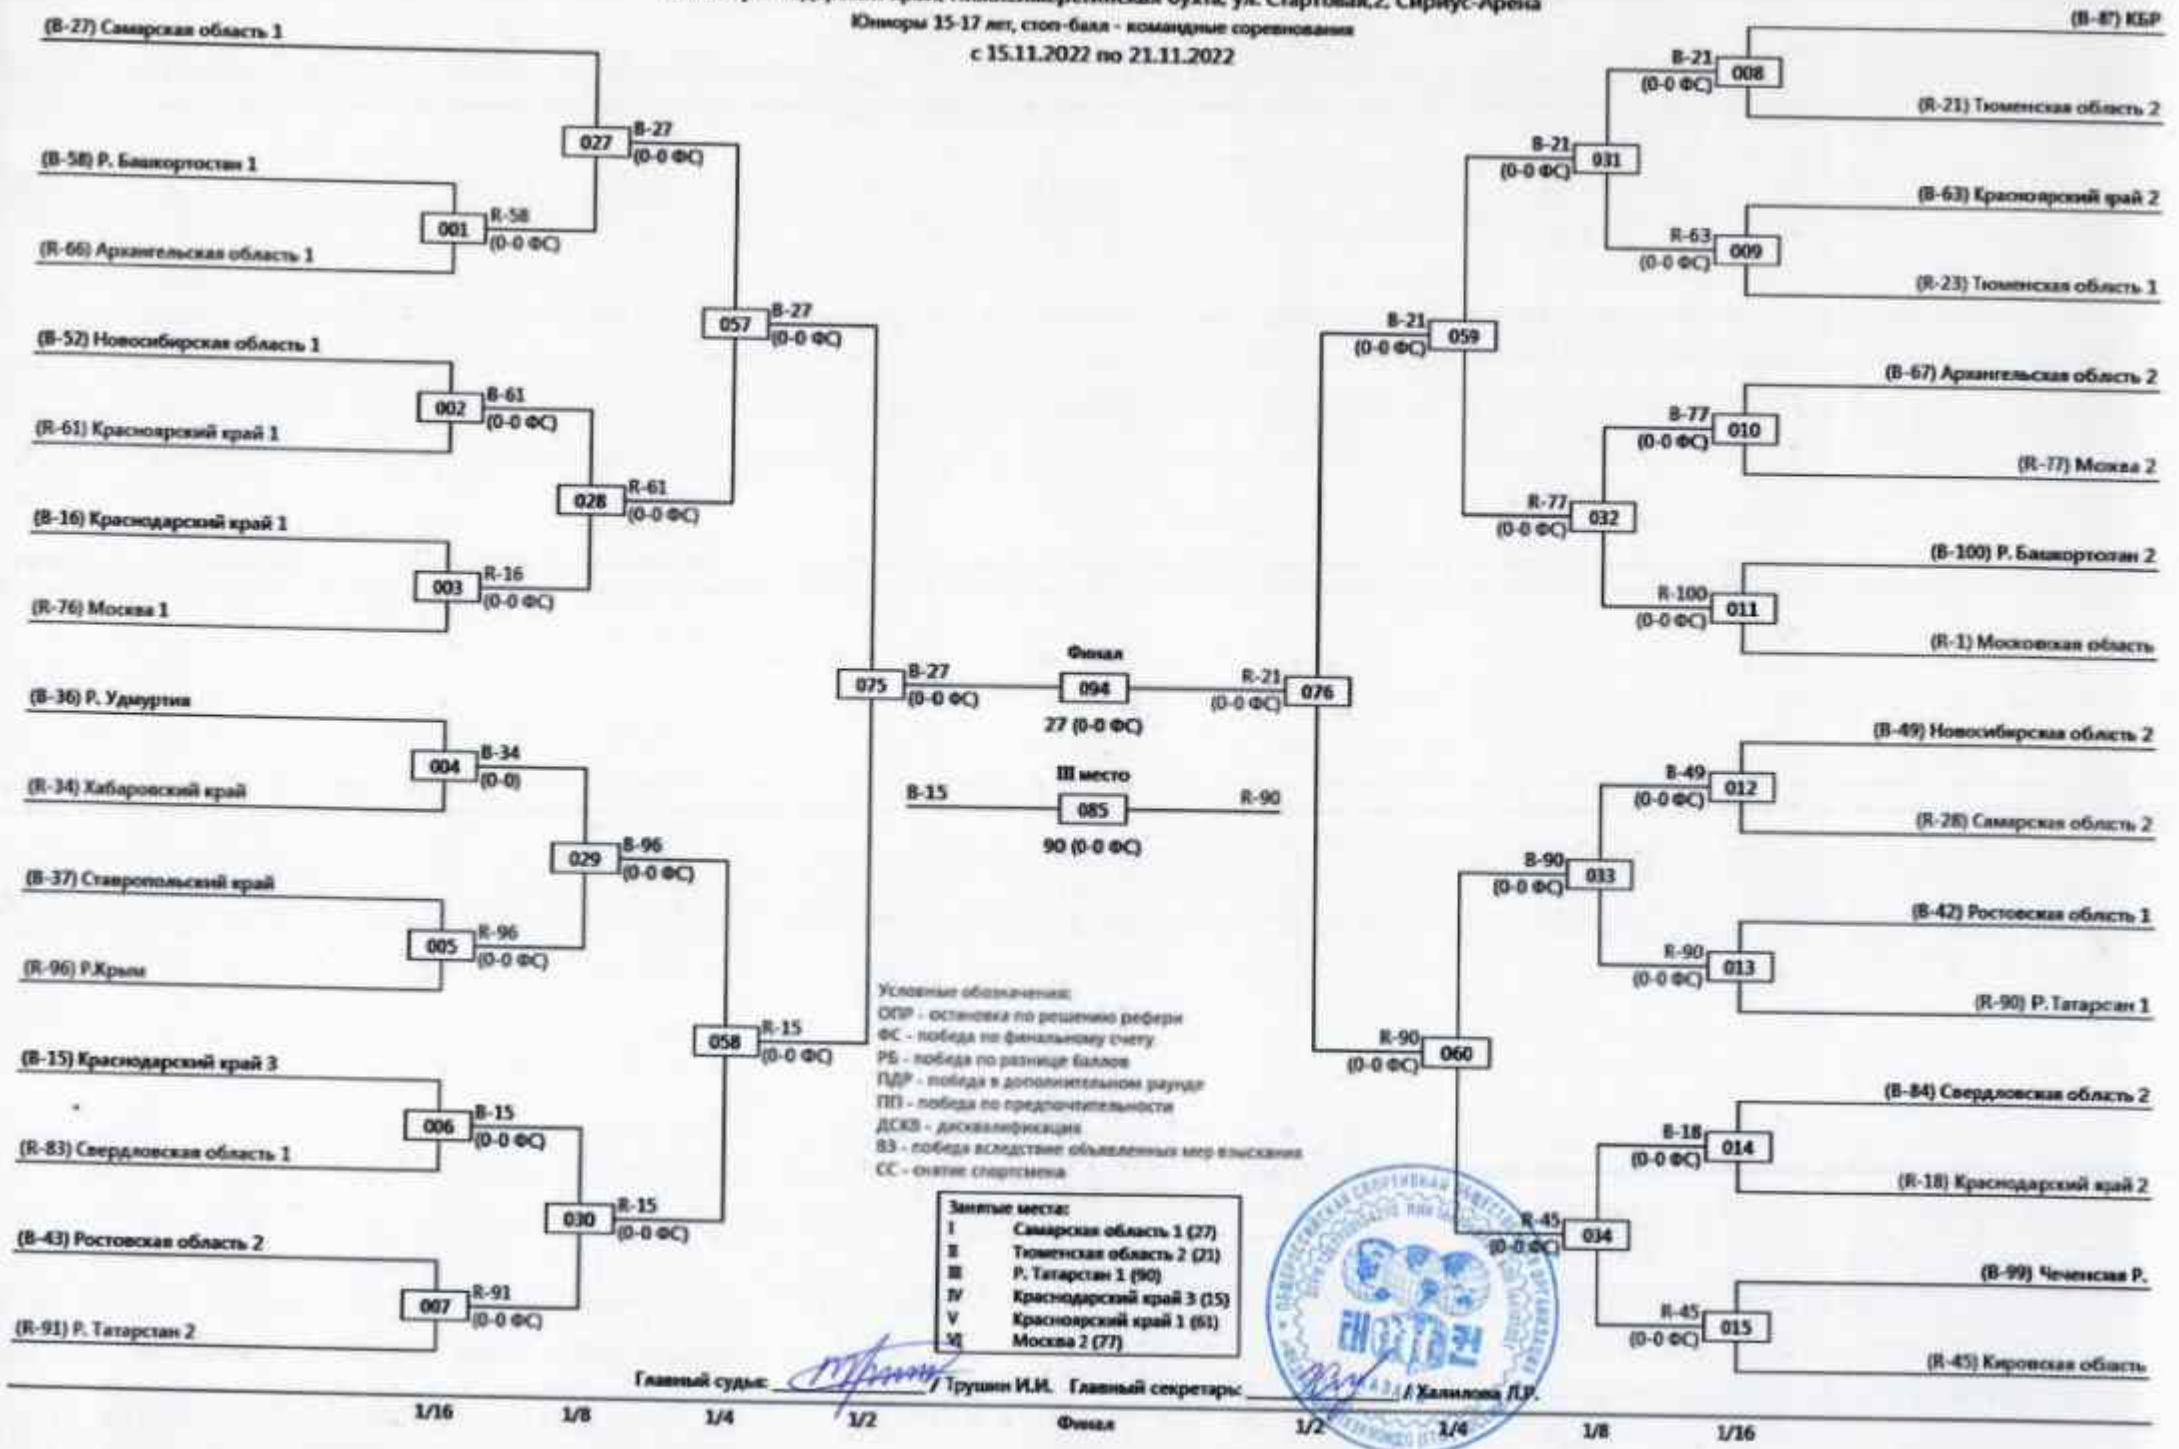 Юниоры 15-17 лет, стоп-балл - командные соревнования
с 15.11.2022 по 21.11.2022
(B-27) Самарская область 1
027
B-27
(0-0 ФС)
(B-58) Р. Башкортостан 1
001
R-58
(0-0 ФС)
(R-66) Архангельская область 1
057
B-27
(0-0 ФС)
(B-52) Новосибирская область 1
002
B-61
(0-0 ФС)
(R-61) Красноярский край 1
028
R-61
(0-0 ФС)
(B-16) Краснодарский край 1
003
R-16
(0-0 ФС)
(R-76) Москва 1
075
B-27
(0-0 ФС)
(B-36) Р. Удмуртия
004
B-34
(0-0)
(R-34) Хабаровский край
029
B-96
(0-0 ФС)
(B-37) Ставропольский край
005
R-96
(0-0 ФС)
(R-96) Р.Крым
058
R-15
(0-0 ФС)
(B-15) Краснодарский край 3
006
B-15
(0-0 ФС)
(R-83) Свердловская область 1
030
R-15
(0-0 ФС)
(B-43) Ростовская область 2
007
R-91
(0-0 ФС)
(R-91) Р. Татарстан 2
Финал
094
27 (0-0 ФС)
III место
B-15
085
R-90
90 (0-0 ФС)
(B-87) КБР
B-21
(0-0 ФС)
008
(R-21) Тюменская область 2
B-21
(0-0 ФС)
031
(B-63) Красноярский край 2
R-63
(0-0 ФС)
009
(R-23) Тюменская область 1
B-21
(0-0 ФС)
059
(B-67) Архангельская область 2
B-77
(0-0 ФС)
010
(R-77) Москва 2
R-77
(0-0 ФС)
032
(B-100) Р. Башкортостан 2
R-100
(0-0 ФС)
011
(R-1) Московская область
R-21
(0-0 ФС)
076
(B-49) Новосибирская область 2
B-49
(0-0 ФС)
012
(R-28) Самарская область 2
B-90
(0-0 ФС)
033
(B-42) Ростовская область 1
R-90
(0-0 ФС)
013
(R-90) Р. Татарсан 1
R-90
(0-0 ФС)
060
(B-84) Свердловская область 2
B-18
(0-0 ФС)
014
(R-18) Краснодарский край 2
R-45
(0-0 ФС)
034
(B-99) Чеченская Р.
R-45
(0-0 ФС)
015
(R-45) Кировская область
Условные обозначения:
ОПР - остановка по решению рефери
ФС - победа по финальному счету
РБ - победа по разнице баллов
ПДР - победа в дополнительном раунде
ПП - победа по предпочтительности
ДСКВ - дисквалификация
ВЗ - победа вследствие объявленных мер взыскания
СС - снятие спортсмена
Занятые места:
I Самарская область 1 (27)
II Тюменская область 2 (21)
III Р. Татарстан 1 (90)
IV Краснодарский край 3 (15)
V Красноярский край 1 (61)
VI Москва 2 (77)
Главный судья: / Трушин И.И. Главный секретарь: / Халилова Л.Р.
1/16 1/8 1/4 1/2 Финал 1/2 1/4 1/8 1/16